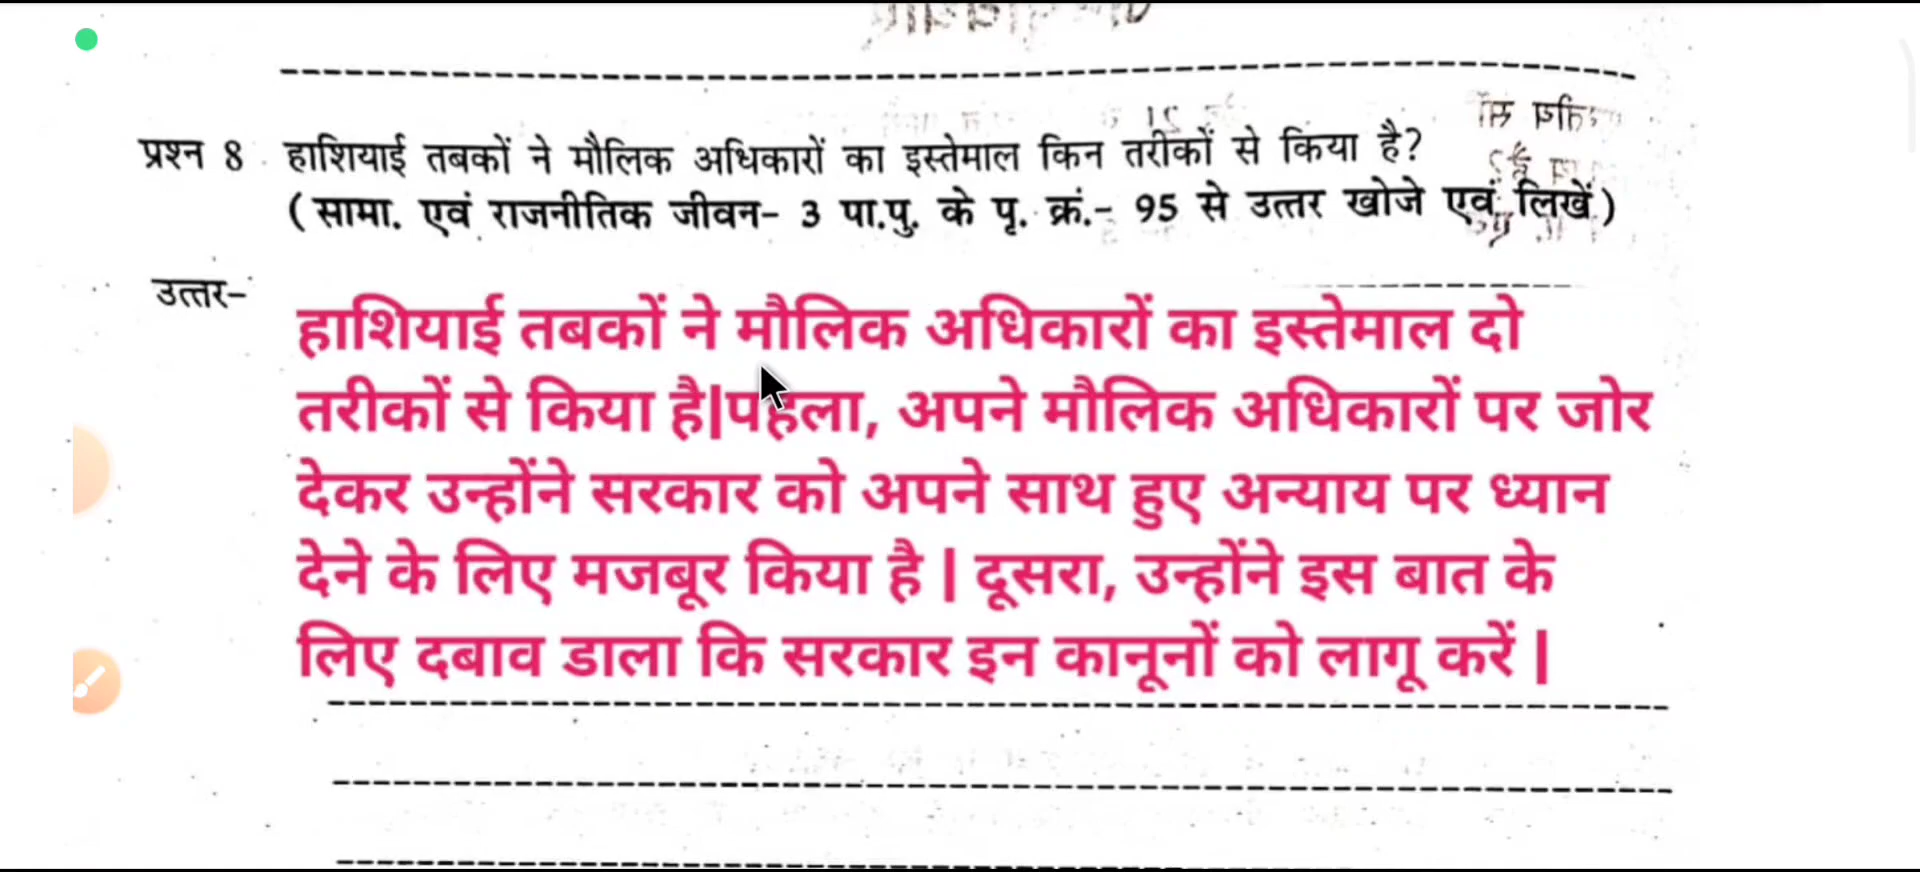 प्रश्न 8 हाशियाई तबकों ने मौलिक अधिकारों का इस्तेमाल किन तरीकों से किया है?
( सामा. एवं राजनीतिक जीवन- 3 पा.पु. के पृ. क्रं.- 95 से उत्तर खोजे एवं लिखें )
उत्तर-
हाशियाई तबकों ने मौलिक अधिकारों का इस्तेमाल दो
तरीकों से किया है|पहला, अपने मौलिक अधिकारों पर जोर
देकर उन्होंने सरकार को अपने साथ हुए अन्याय पर ध्यान
देने के लिए मजबूर किया है | दूसरा, उन्होंने इस बात के
लिए दबाव डाला कि सरकार इन कानूनों को लागू करें |